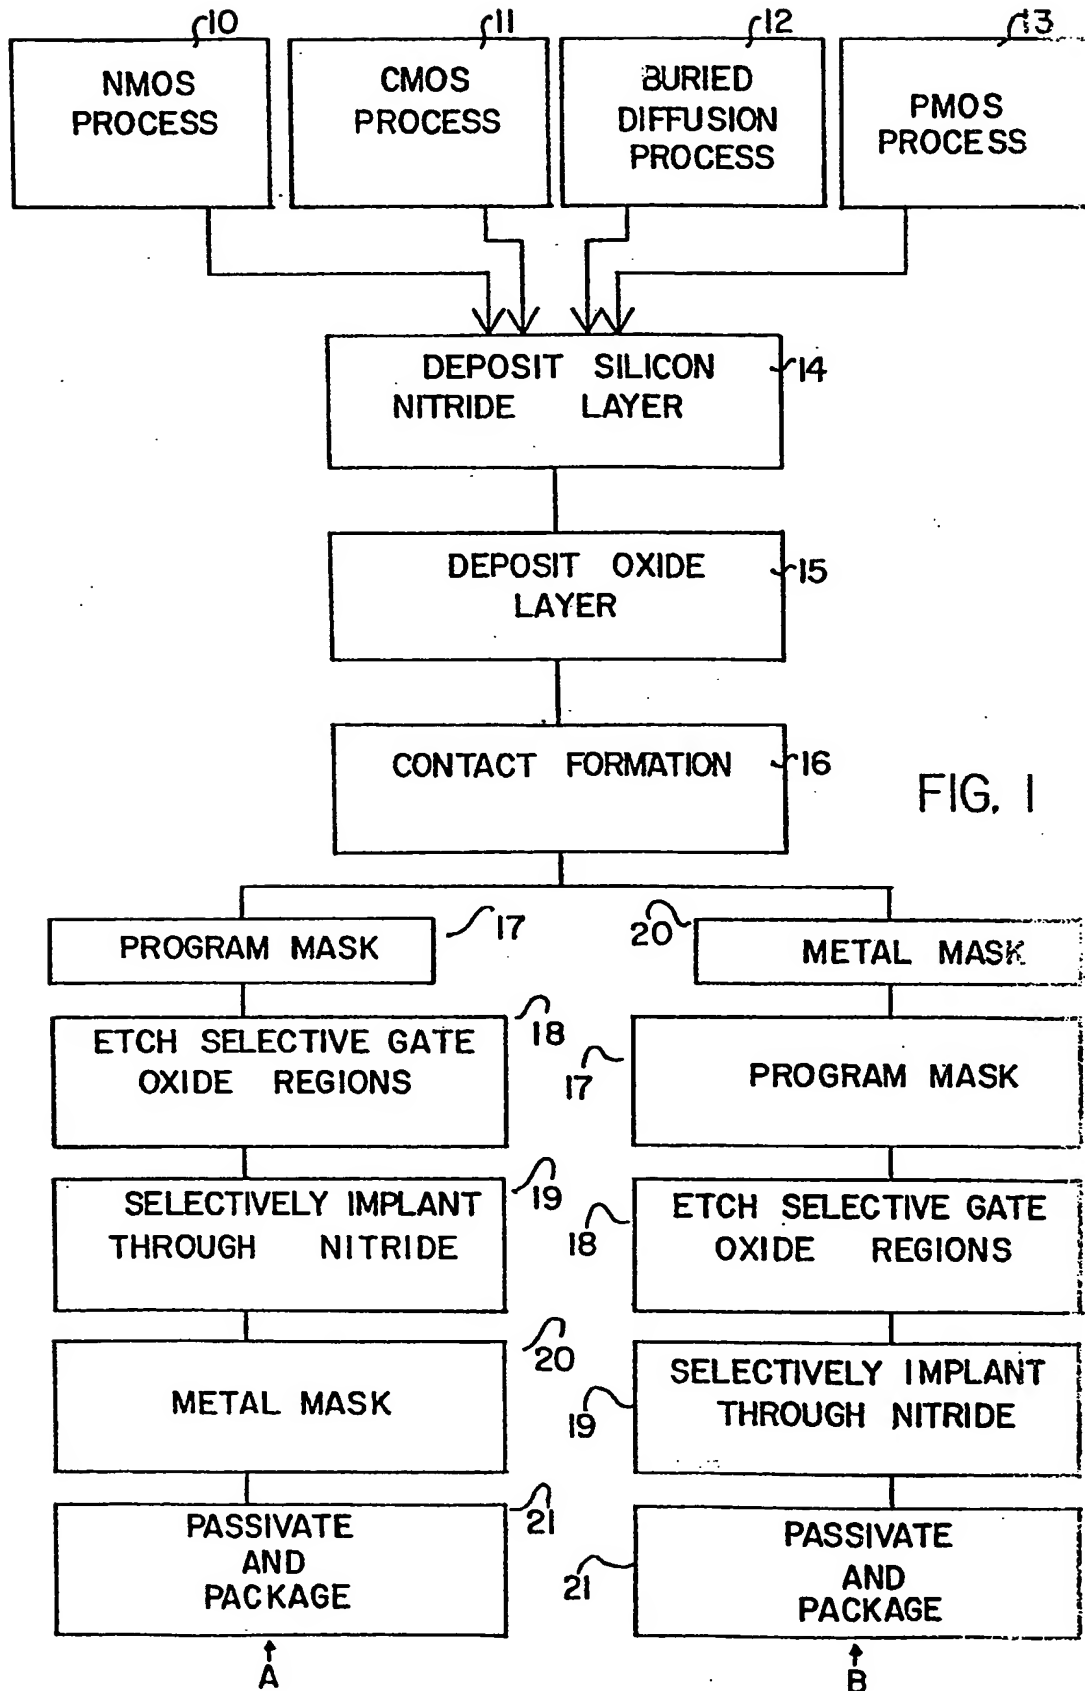 10
11
12
13
NMOS
PROCESS
CMOS
PROCESS
BURIED
DIFFUSION
PROCESS
PMOS
PROCESS
DEPOSIT SILICON
NITRIDE LAYER
14
DEPOSIT OXIDE
LAYER
15
CONTACT FORMATION
16
FIG. 1
PROGRAM MASK
17
ETCH SELECTIVE GATE
OXIDE REGIONS
18
SELECTIVELY IMPLANT
THROUGH NITRIDE
19
METAL MASK
20
PASSIVATE
AND
PACKAGE
21
A
20
METAL MASK
17
PROGRAM MASK
18
ETCH SELECTIVE GATE
OXIDE REGIONS
19
SELECTIVELY IMPLANT
THROUGH NITRIDE
21
PASSIVATE
AND
PACKAGE
B